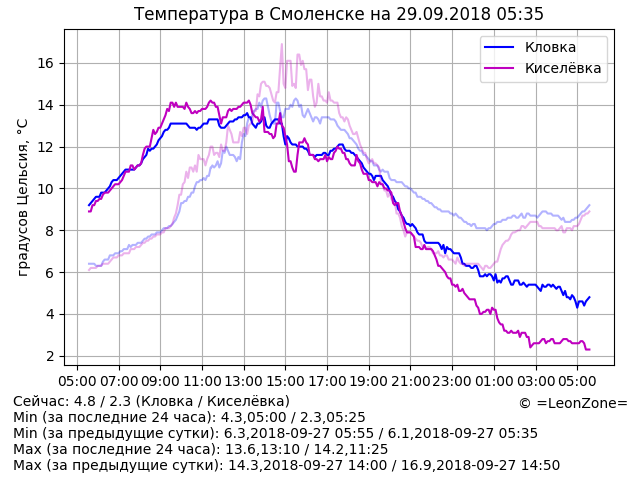 Температура в Смоленске на 29.09.2018 05:35
Кловка
Киселёвка
градусов Цельсия, °C
16
14
12
10
8
6
4
2
05:00 07:00 09:00 11:00 13:00 15:00 17:00 19:00 21:00 23:00 01:00 03:00 05:00
Сейчас: 4.8 / 2.3 (Кловка / Киселёвка)
© =LeonZone=
Min (за последние 24 часа): 4.3,05:00 / 2.3,05:25
Min (за предыдущие сутки): 6.3,2018-09-27 05:55 / 6.1,2018-09-27 05:35
Max (за последние 24 часа): 13.6,13:10 / 14.2,11:25
Max (за предыдущие сутки): 14.3,2018-09-27 14:00 / 16.9,2018-09-27 14:50